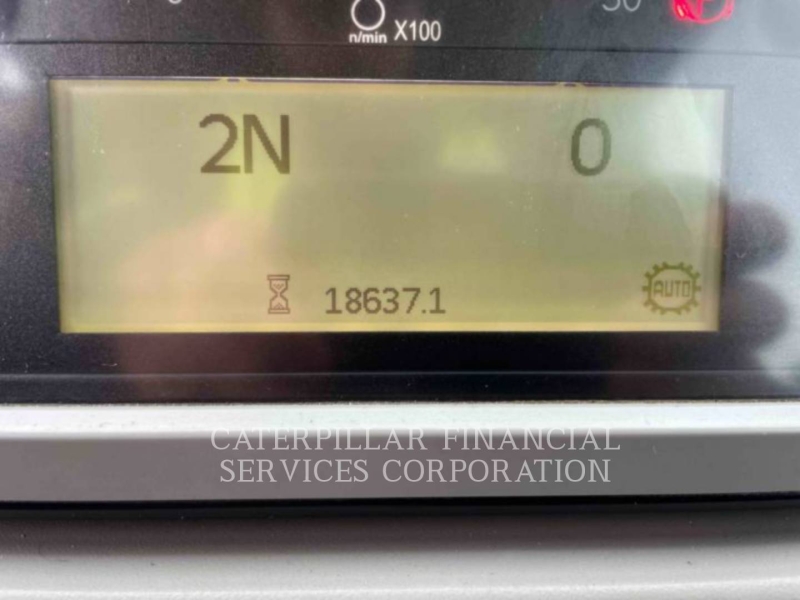 n/min X100
2N 0
18637.1 AUTO
CATERPILLAR FINANCIAL
SERVICES CORPORATION